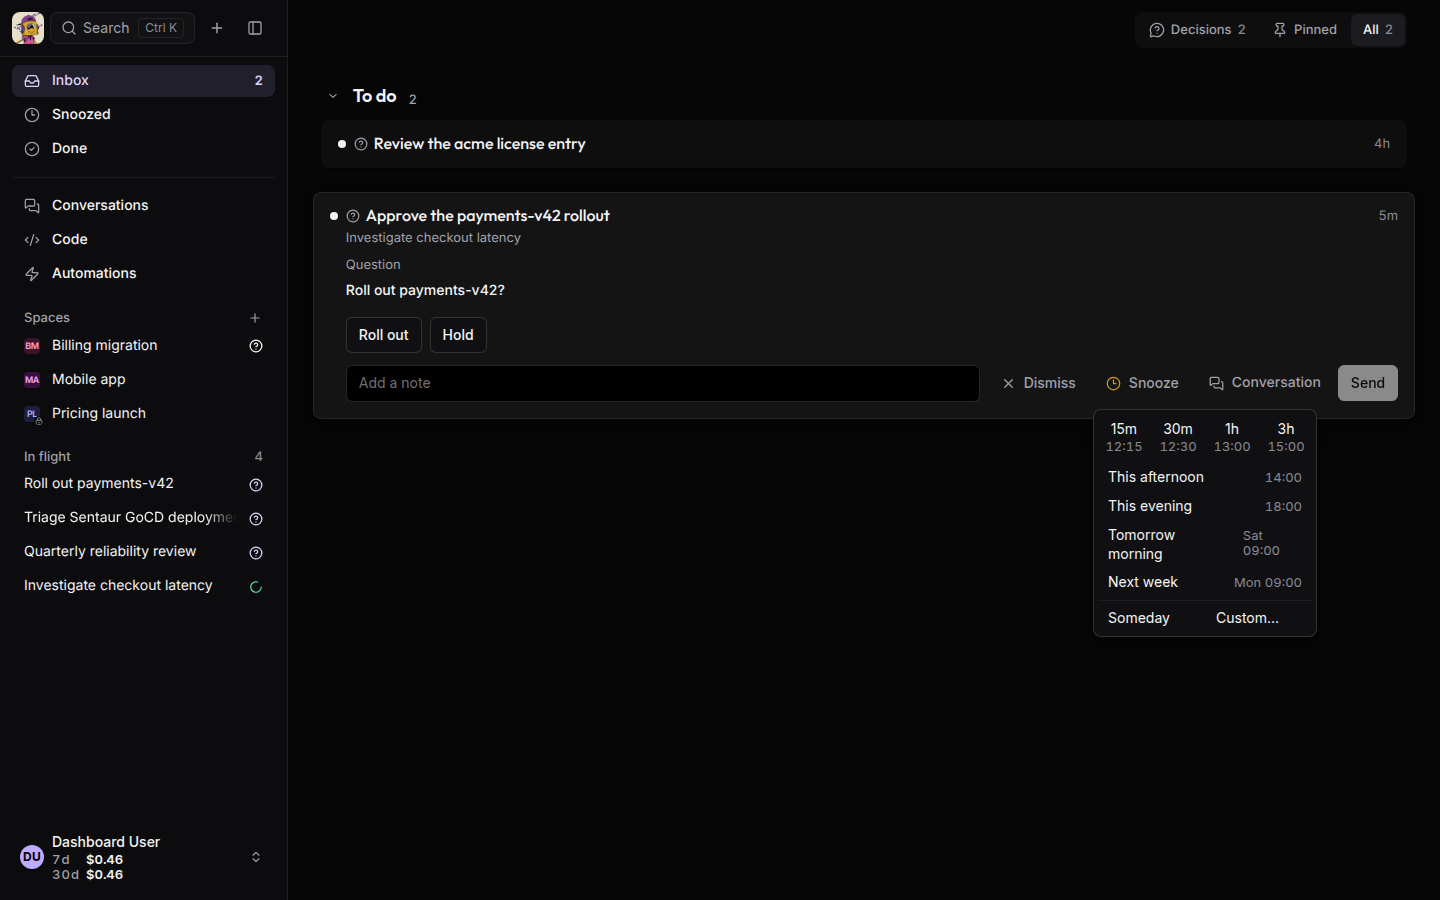 Search Ctrl K
Decisions 2 Pinned All 2
Inbox 2
Snoozed
Done
Conversations
Code
Automations
Spaces
BM Billing migration
MA Mobile app
PL Pricing launch
In flight 4
Roll out payments-v42
Triage Sentaur GoCD deployme
Quarterly reliability review
Investigate checkout latency
DU Dashboard User
7d $0.46
30d $0.46
To do 2
Review the acme license entry 4h
Approve the payments-v42 rollout 5m
Investigate checkout latency
Question
Roll out payments-v42?
Roll out Hold
Add a note Dismiss Snooze Conversation Send
15m 30m 1h 3h
12:15 12:30 13:00 15:00
This afternoon 14:00
This evening 18:00
Tomorrow morning Sat 09:00
Next week Mon 09:00
Someday Custom...